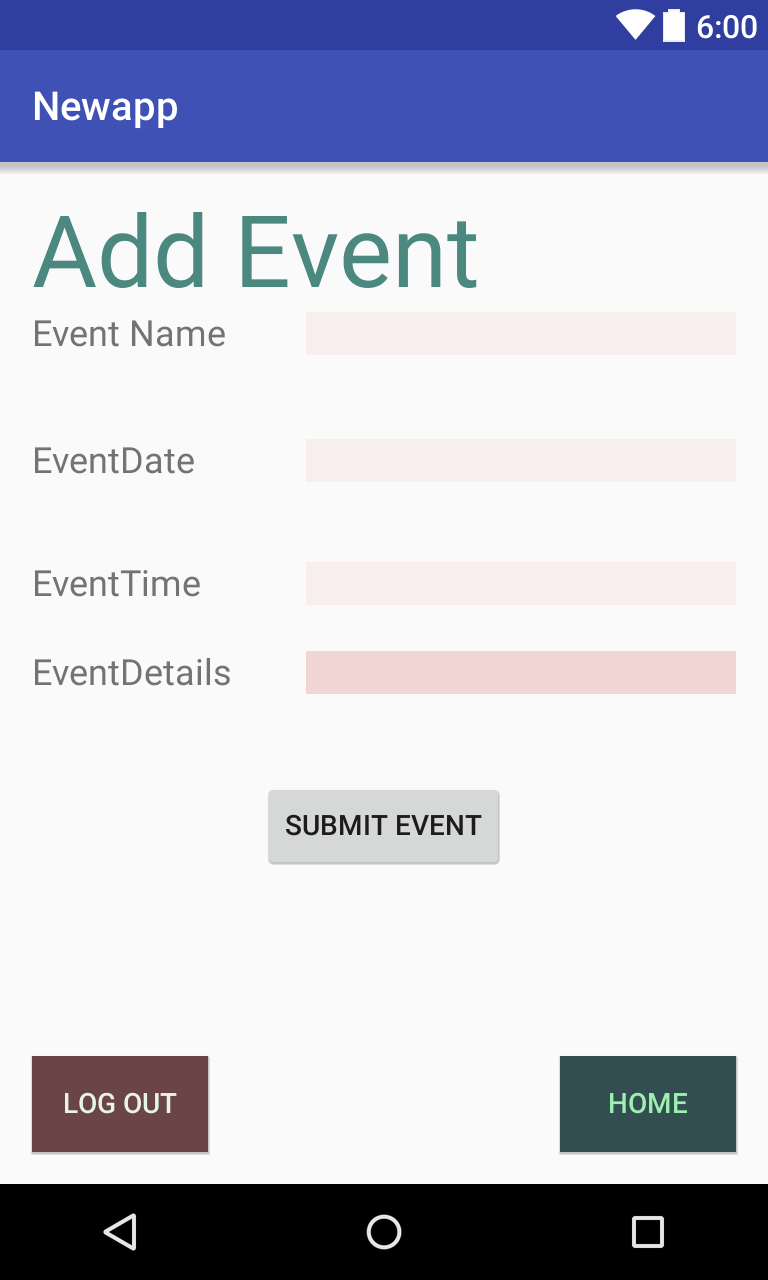 6:00
Newapp
Add Event
Event Name
EventDate
EventTime
EventDetails
SUBMIT EVENT
LOG OUT
HOME